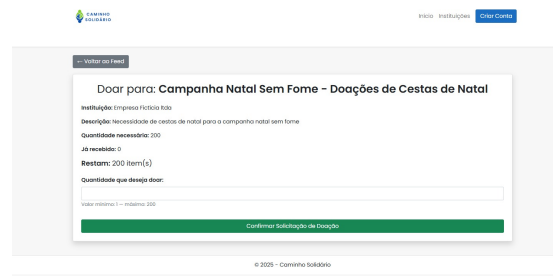 CAMINHO
SOLIDÁRIO
Início Instituições Criar Conta
← Voltar ao Feed
Doar para: Campanha Natal Sem Fome - Doações de Cestas de Natal
Instituição: Empresa Ficticia ltda
Descrição: Necessidade de cestas de natal para a campanha natal sem fome
Quantidade necessária: 200
Já recebido: 0
Restam: 200 item(s)
Quantidade que deseja doar:
Valor mínimo: 1 — máximo: 200
Confirmar Solicitação de Doação
© 2025 - Caminho Solidário